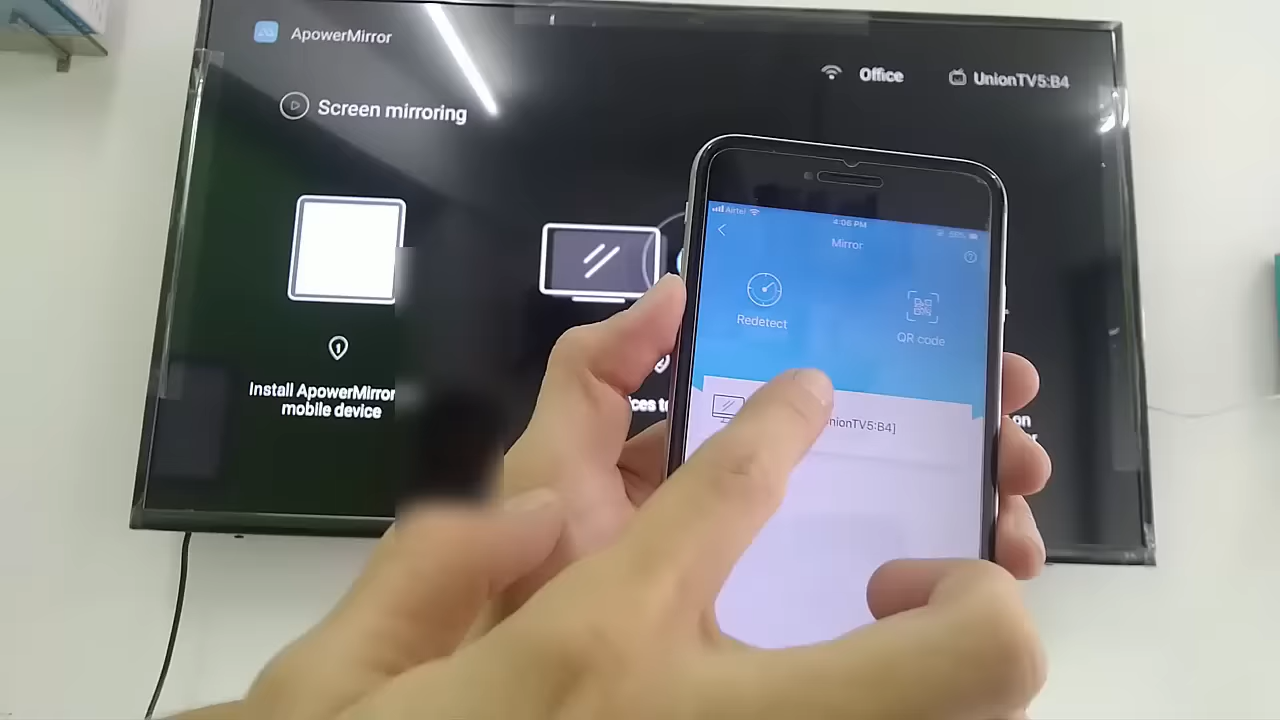 ApowerMirror
Office
UnionTV5:B4
Screen mirroring
Install ApowerMirror
mobile device
Airtel
4:06 PM
Mirror
Redetect
QR code
nionTV5:B4]